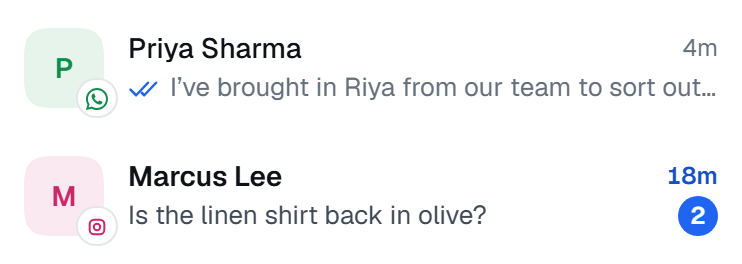 P
Priya Sharma
4m
I’ve brought in Riya from our team to sort out...
M
Marcus Lee
18m
Is the linen shirt back in olive?
2